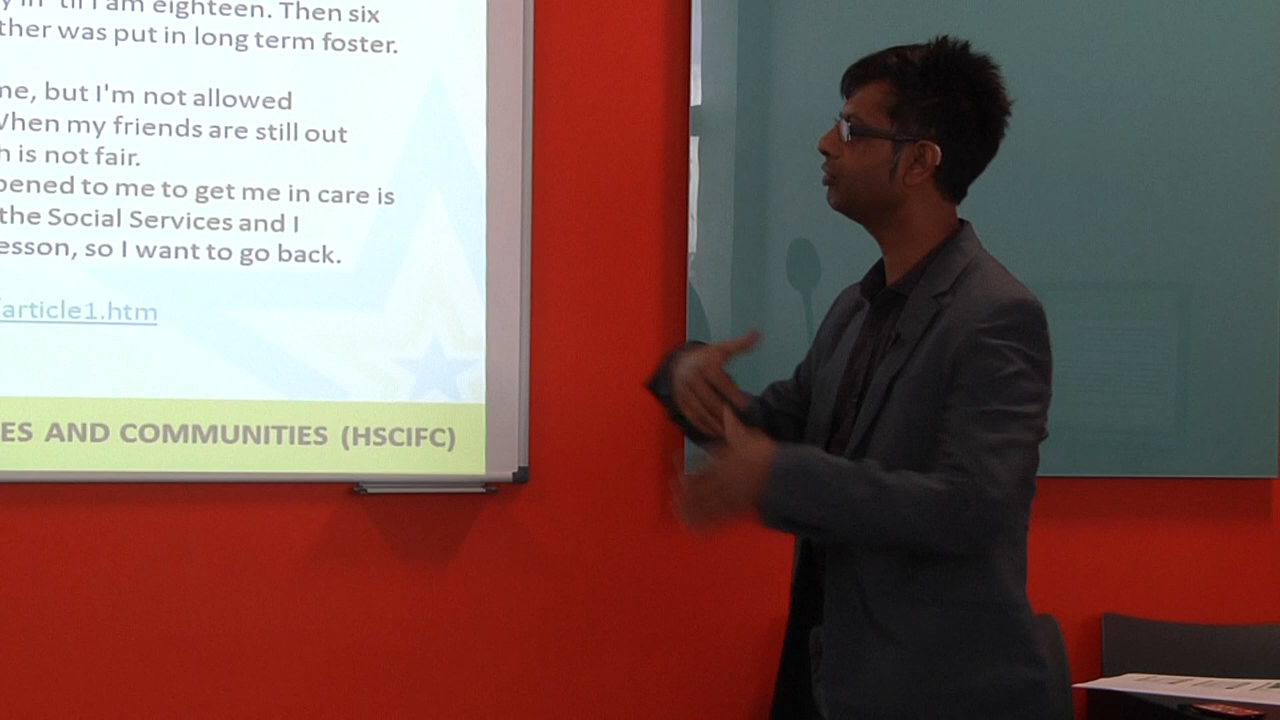 'til I am eighteen. Then six
ther was put in long term foster.
me, but I'm not allowed
When my friends are still out
h is not fair.
pened to me to get me in care is
the Social Services and I
esson, so I want to go back.
/article1.htm
ES AND COMMUNITIES (HSCIFC)